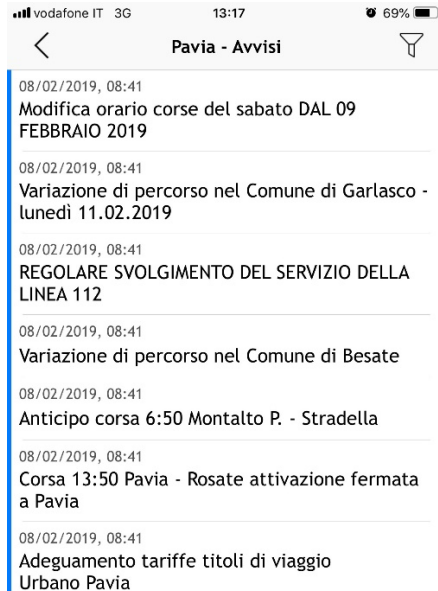 vodafone IT 3G 13:17 69%
Pavia - Avvisi
08/02/2019, 08:41
Modifica orario corse del sabato DAL 09
FEBBRAIO 2019
08/02/2019, 08:41
Variazione di percorso nel Comune di Garlasco -
lunedì 11.02.2019
08/02/2019, 08:41
REGOLARE SVOLGIMENTO DEL SERVIZIO DELLA
LINEA 112
08/02/2019, 08:41
Variazione di percorso nel Comune di Besate
08/02/2019, 08:41
Anticipo corsa 6:50 Montalto P. - Stradella
08/02/2019, 08:41
Corsa 13:50 Pavia - Rosate attivazione fermata
a Pavia
08/02/2019, 08:41
Adeguamento tariffe titoli di viaggio
Urbano Pavia